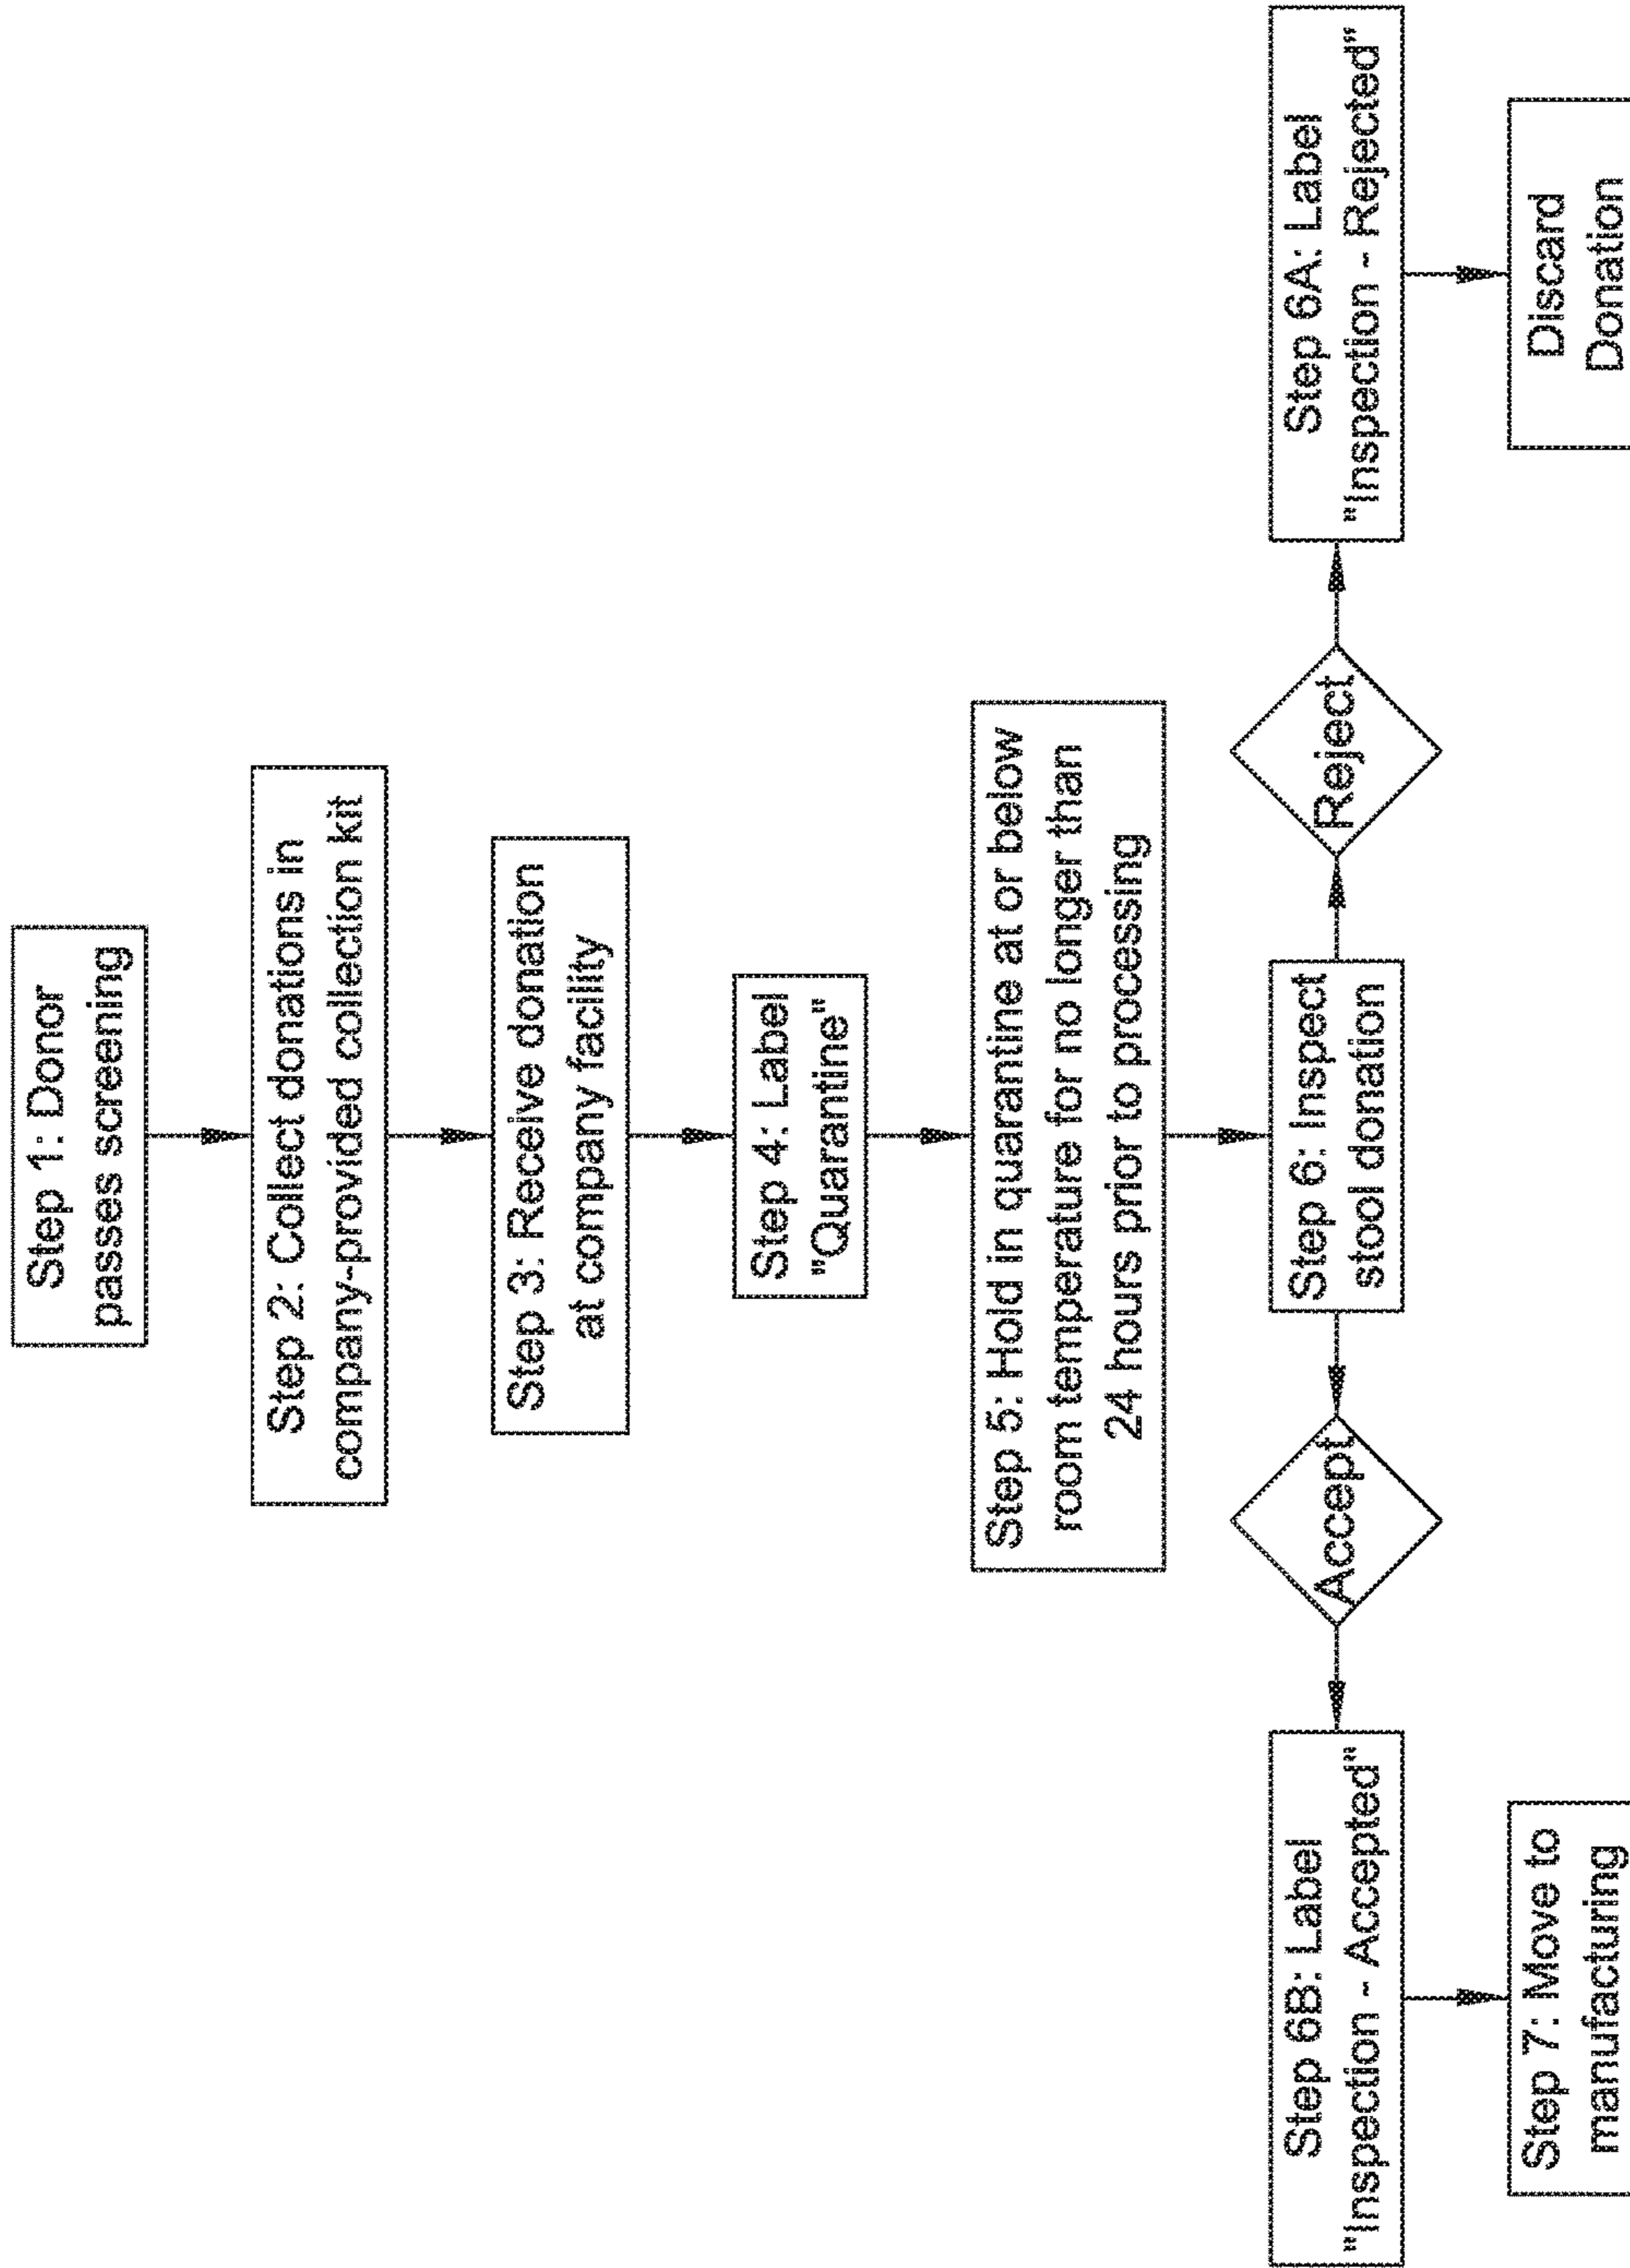 Step 1: Donor
passes screening
Step 2: Collect donations in
company-provided collection kit
Step 3: Receive donation
at company facility
Step 4: Label
"Quarantine"
Step 5: Hold in quarantine at or below
room temperature for no longer than
24 hours prior to processing
Step 6: Inspect
stool donation
Accept
Reject
Step 6B: Label
"Inspection - Accepted"
Step 6A: Label
"Inspection - Rejected"
Step 7: Move to
manufacturing
Discard
Donation